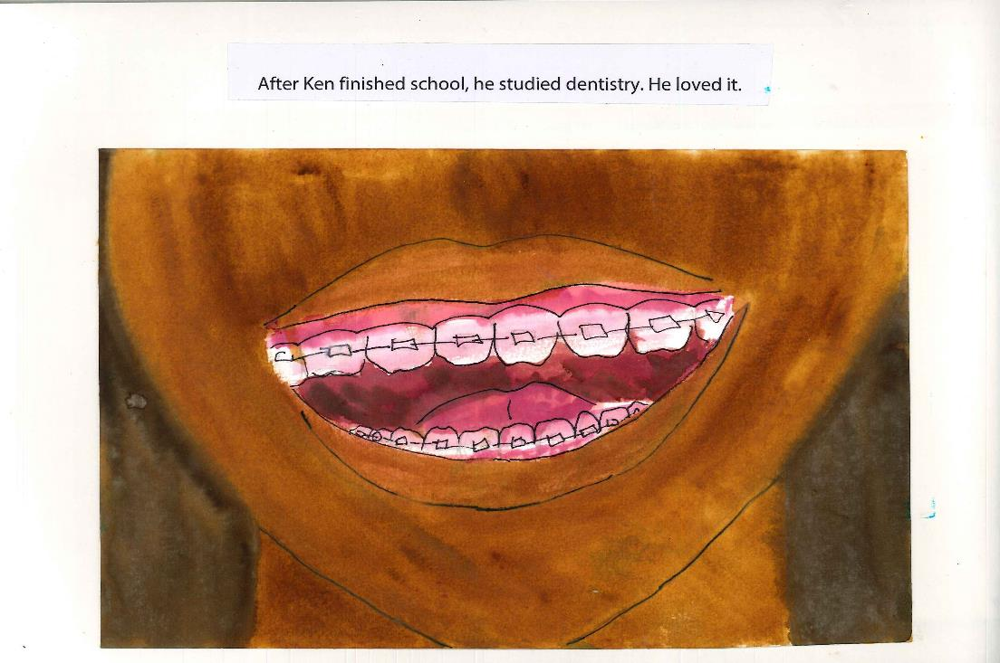 After Ken finished school, he studied dentistry. He loved it.